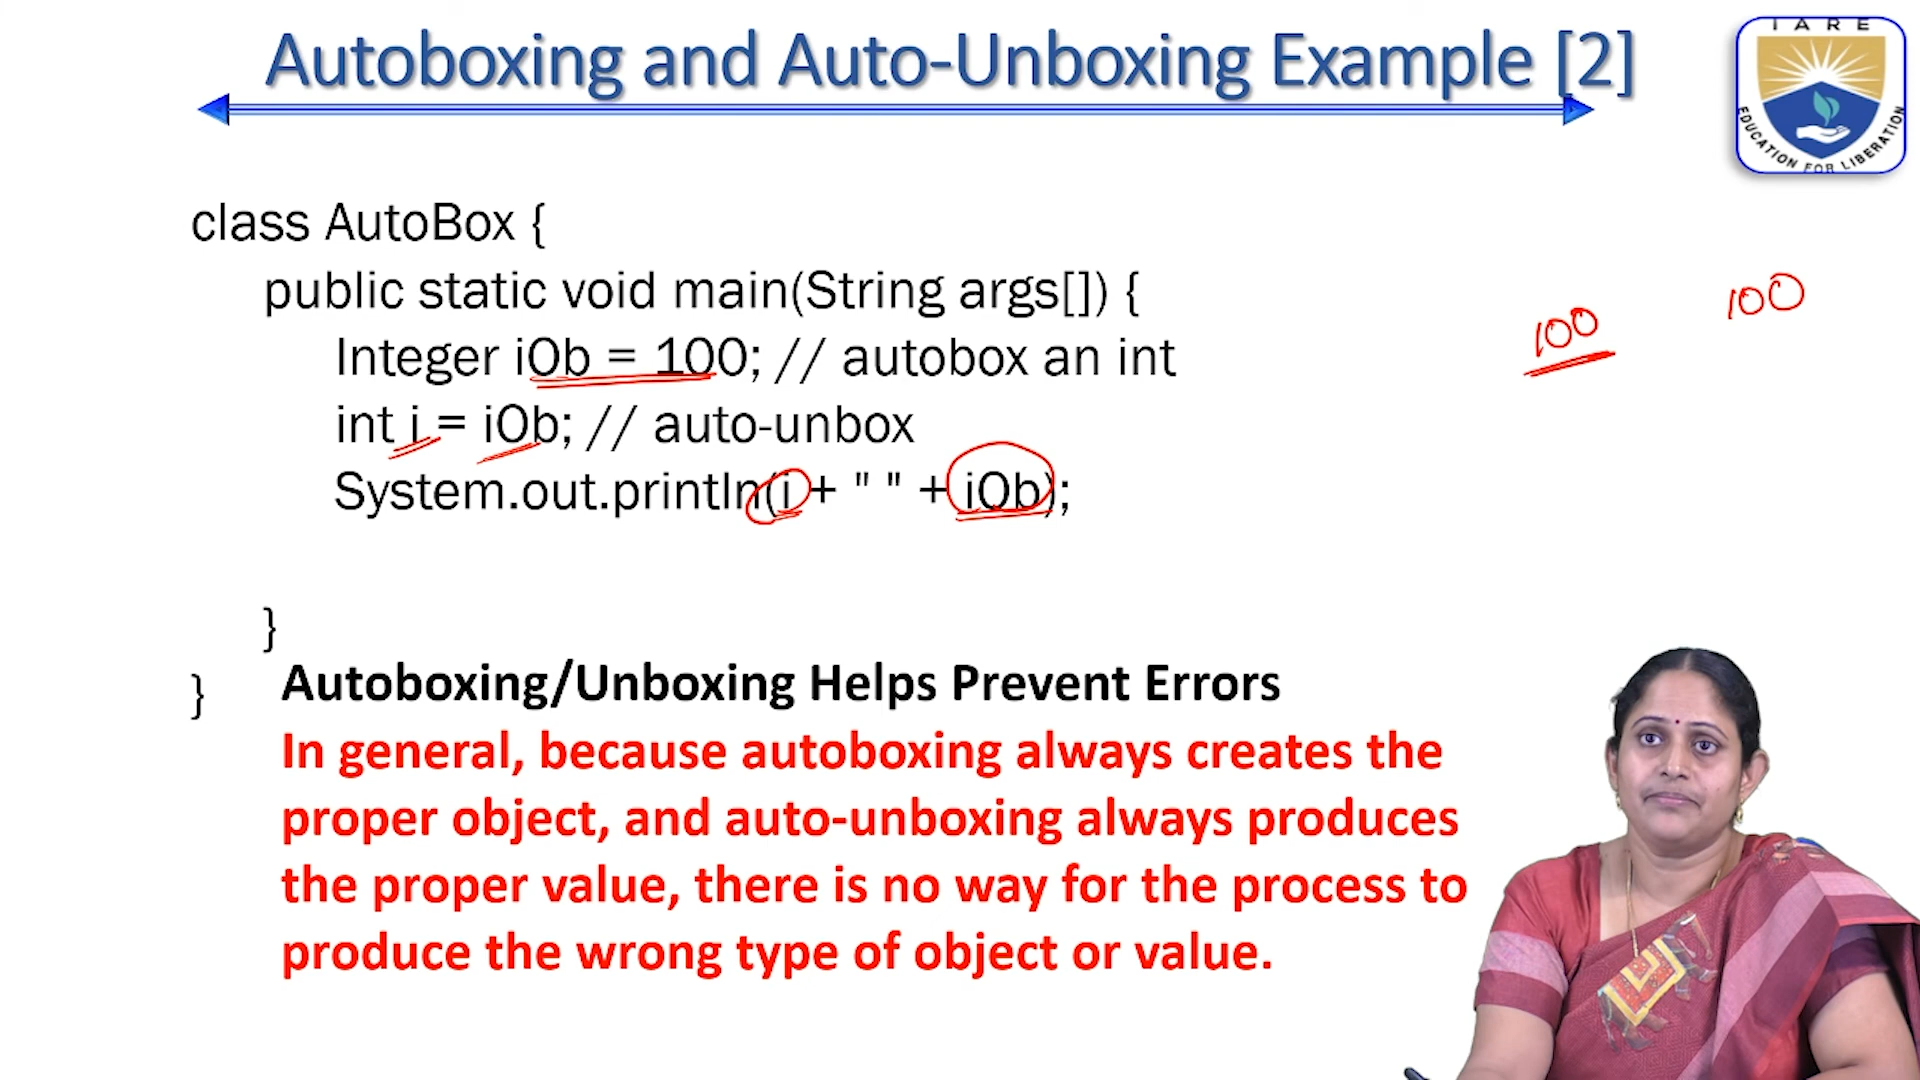 Autoboxing and Auto-Unboxing Example [2]
IARE
EDUCATION FOR LIBERATION
class AutoBox {
public static void main(String args[]) {
Integer iOb = 100; // autobox an int
int i = iOb; // auto-unbox
System.out.println(i + " " + iOb);
}
}
100
100
Autoboxing/Unboxing Helps Prevent Errors
In general, because autoboxing always creates the
proper object, and auto-unboxing always produces
the proper value, there is no way for the process to
produce the wrong type of object or value.